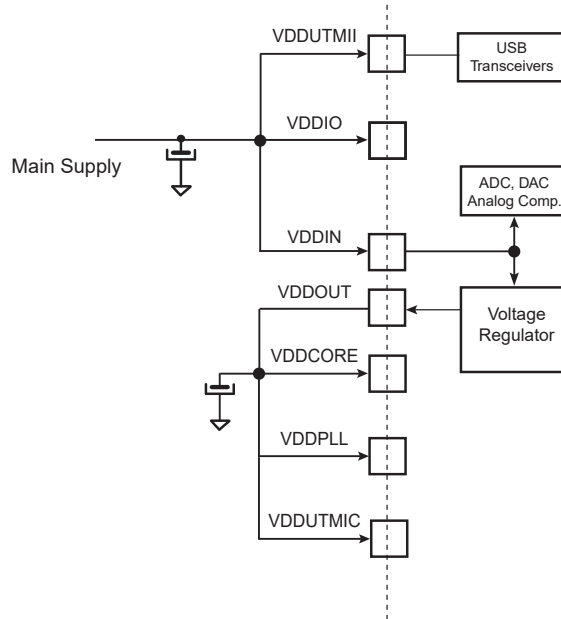 VDDUTMII
USB
Transceivers
VDDIO
Main Supply
ADC, DAC
Analog Comp.
VDDIN
VDDOUT
Voltage
Regulator
VDDCORE
VDDPLL
VDDUTMIC